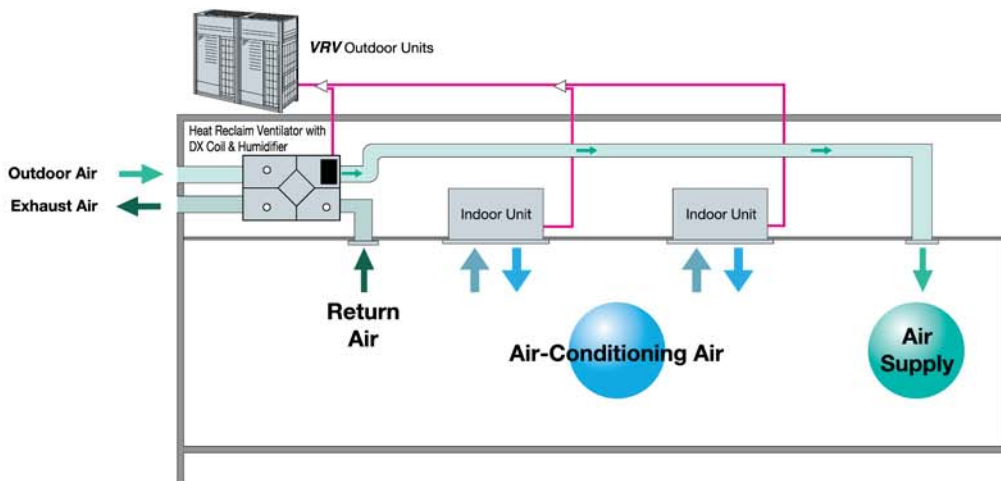 VRV Outdoor Units
Heat Reclaim Ventilator with
DX Coil & Humidifier
Outdoor Air
Exhaust Air
Indoor Unit
Indoor Unit
Return
Air
Air-Conditioning Air
Air
Supply